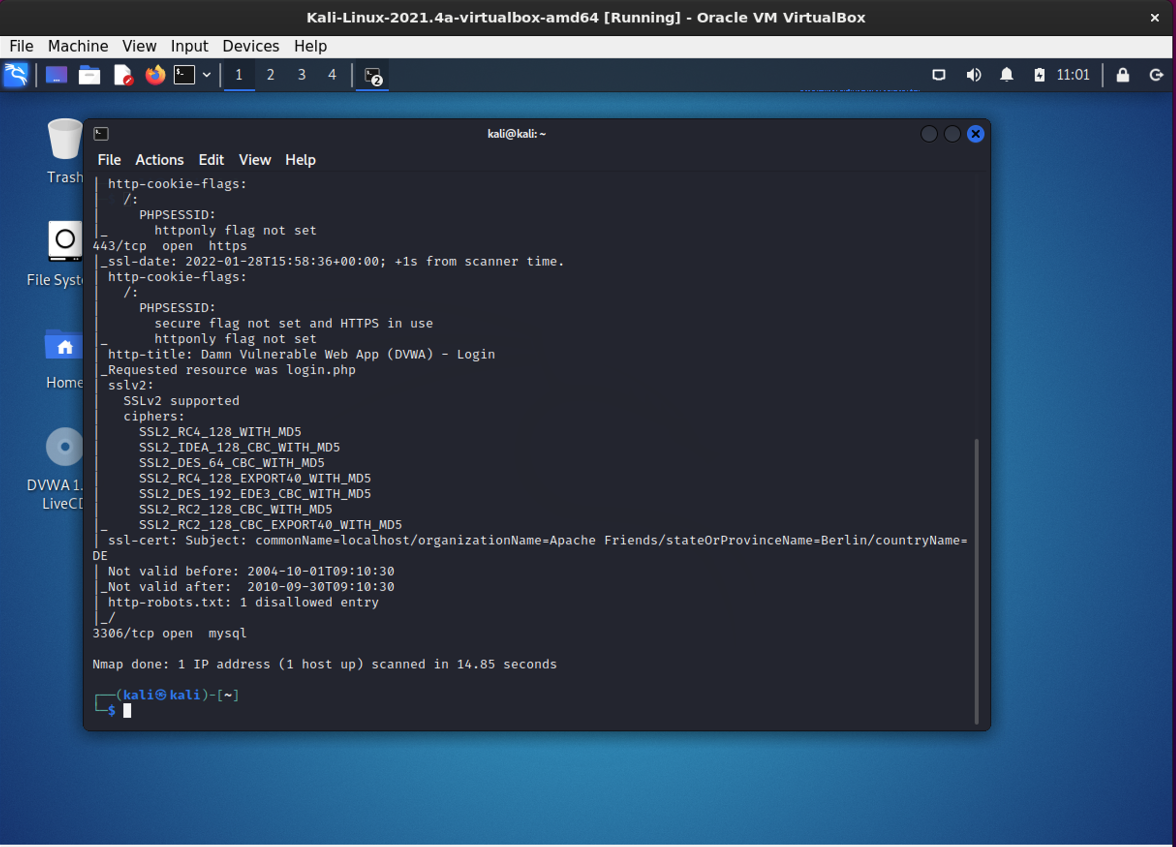 Kali-Linux-2021.4a-virtualbox-amd64 [Running] - Oracle VM VirtualBox
File Machine View Input Devices Help
1 2 3 4 2 11:01
kali@kali: ~
File Actions Edit View Help
Trash
File Syst
Home
DVWA 1.
LiveCD
| http-cookie-flags:
|   /:
|     PHPSESSID:
|_      httponly flag not set
443/tcp  open  https
|_ssl-date: 2022-01-28T15:58:36+00:00; +1s from scanner time.
| http-cookie-flags:
|   /:
|     PHPSESSID:
|       secure flag not set and HTTPS in use
|_      httponly flag not set
| http-title: Damn Vulnerable Web App (DVWA) - Login
|_Requested resource was login.php
| sslv2:
|   SSLv2 supported
|   ciphers:
|     SSL2_RC4_128_WITH_MD5
|     SSL2_IDEA_128_CBC_WITH_MD5
|     SSL2_DES_64_CBC_WITH_MD5
|     SSL2_RC4_128_EXPORT40_WITH_MD5
|     SSL2_DES_192_EDE3_CBC_WITH_MD5
|     SSL2_RC2_128_CBC_WITH_MD5
|_    SSL2_RC2_128_CBC_EXPORT40_WITH_MD5
| ssl-cert: Subject: commonName=localhost/organizationName=Apache Friends/stateOrProvinceName=Berlin/countryName=
DE
| Not valid before: 2004-10-01T09:10:30
|_Not valid after:  2010-09-30T09:10:30
| http-robots.txt: 1 disallowed entry
|_/
3306/tcp open  mysql
Nmap done: 1 IP address (1 host up) scanned in 14.85 seconds
┌──(kali㉿kali)-[~]
└─$